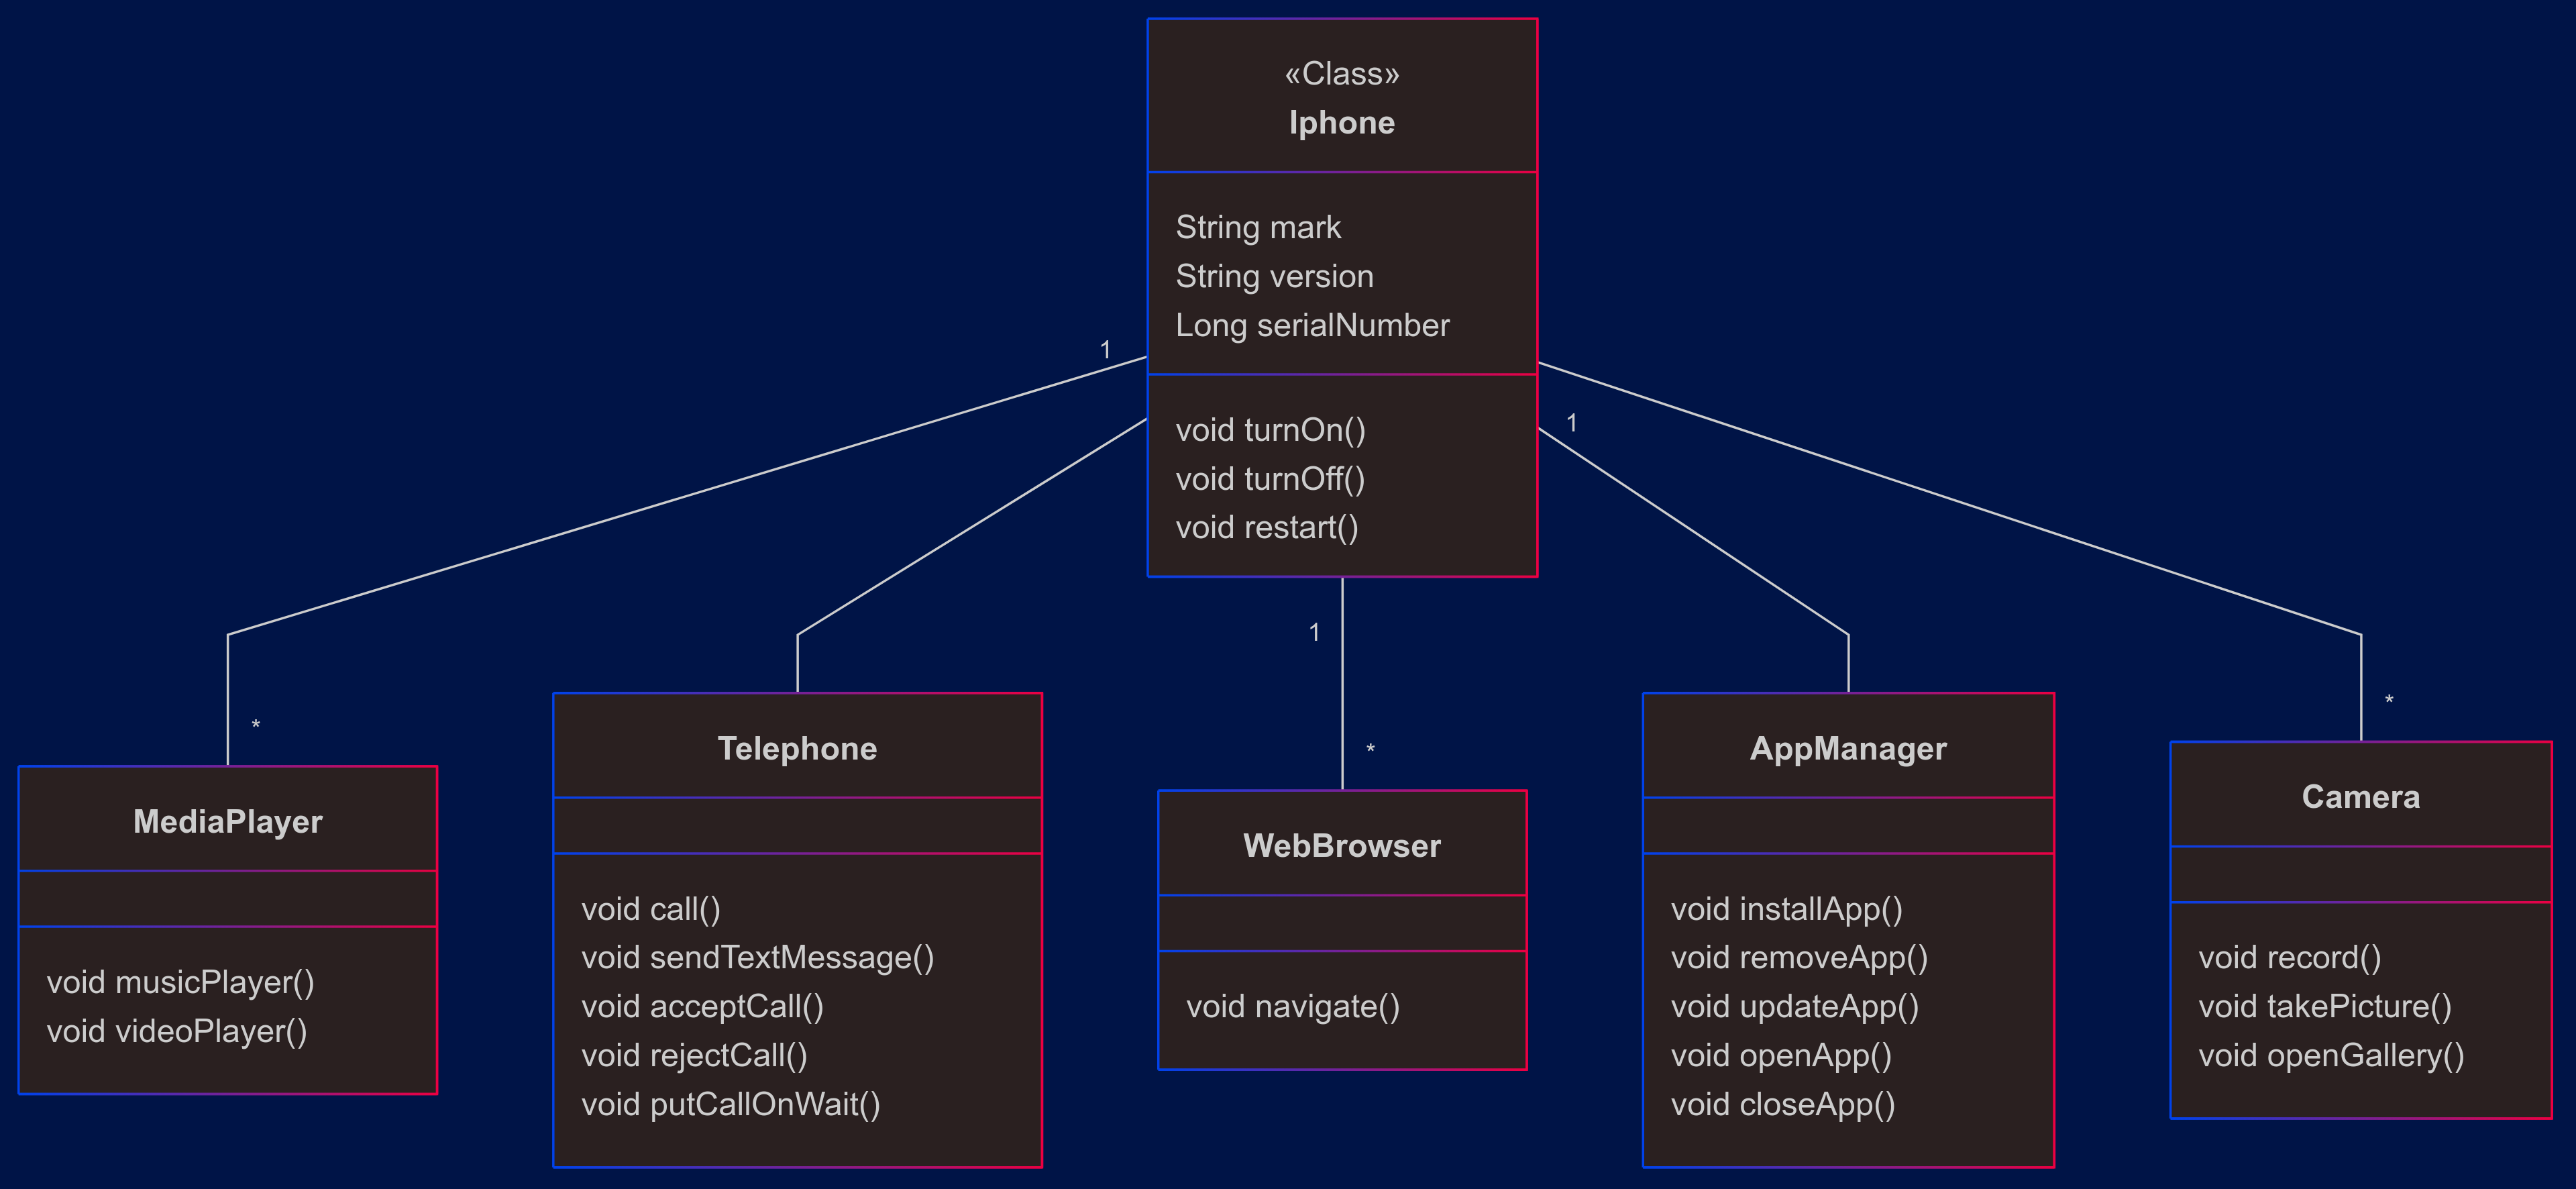 «Class»
Iphone
String mark
String version
Long serialNumber
void turnOn()
void turnOff()
void restart()
1
1
1
*
*
*
MediaPlayer
void musicPlayer()
void videoPlayer()
Telephone
void call()
void sendTextMessage()
void acceptCall()
void rejectCall()
void putCallOnWait()
WebBrowser
void navigate()
AppManager
void installApp()
void removeApp()
void updateApp()
void openApp()
void closeApp()
Camera
void record()
void takePicture()
void openGallery()